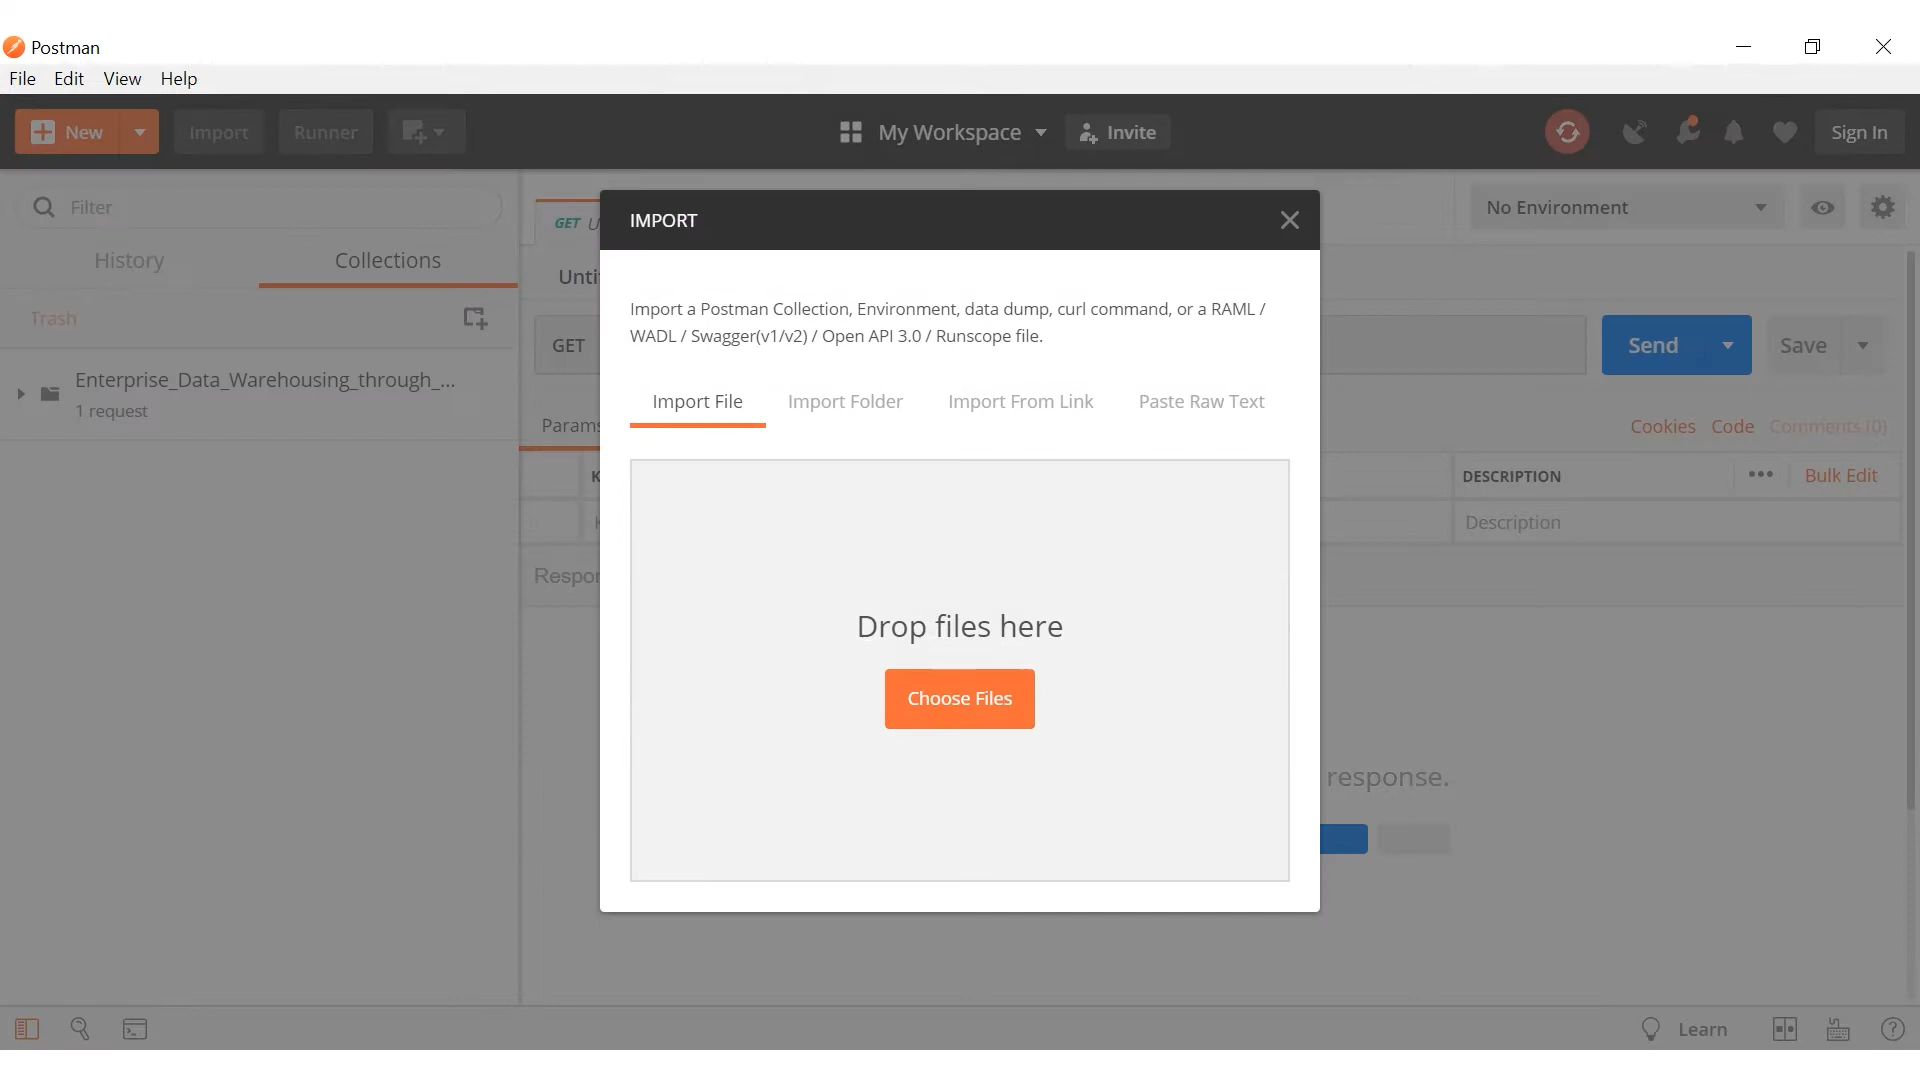 Postman
File Edit View Help
New Import Runner My Workspace Invite Sign In
Filter
History Collections
Trash
Enterprise_Data_Warehousing_through_...
1 request
GET U
No Environment
Unti
GET
Send Save
Params
Cookies Code Comments (0)
K
DESCRIPTION ••• Bulk Edit
Description
Respon
response.
IMPORT
Import a Postman Collection, Environment, data dump, curl command, or a RAML /
WADL / Swagger(v1/v2) / Open API 3.0 / Runscope file.
Import File Import Folder Import From Link Paste Raw Text
Drop files here
Choose Files
Learn